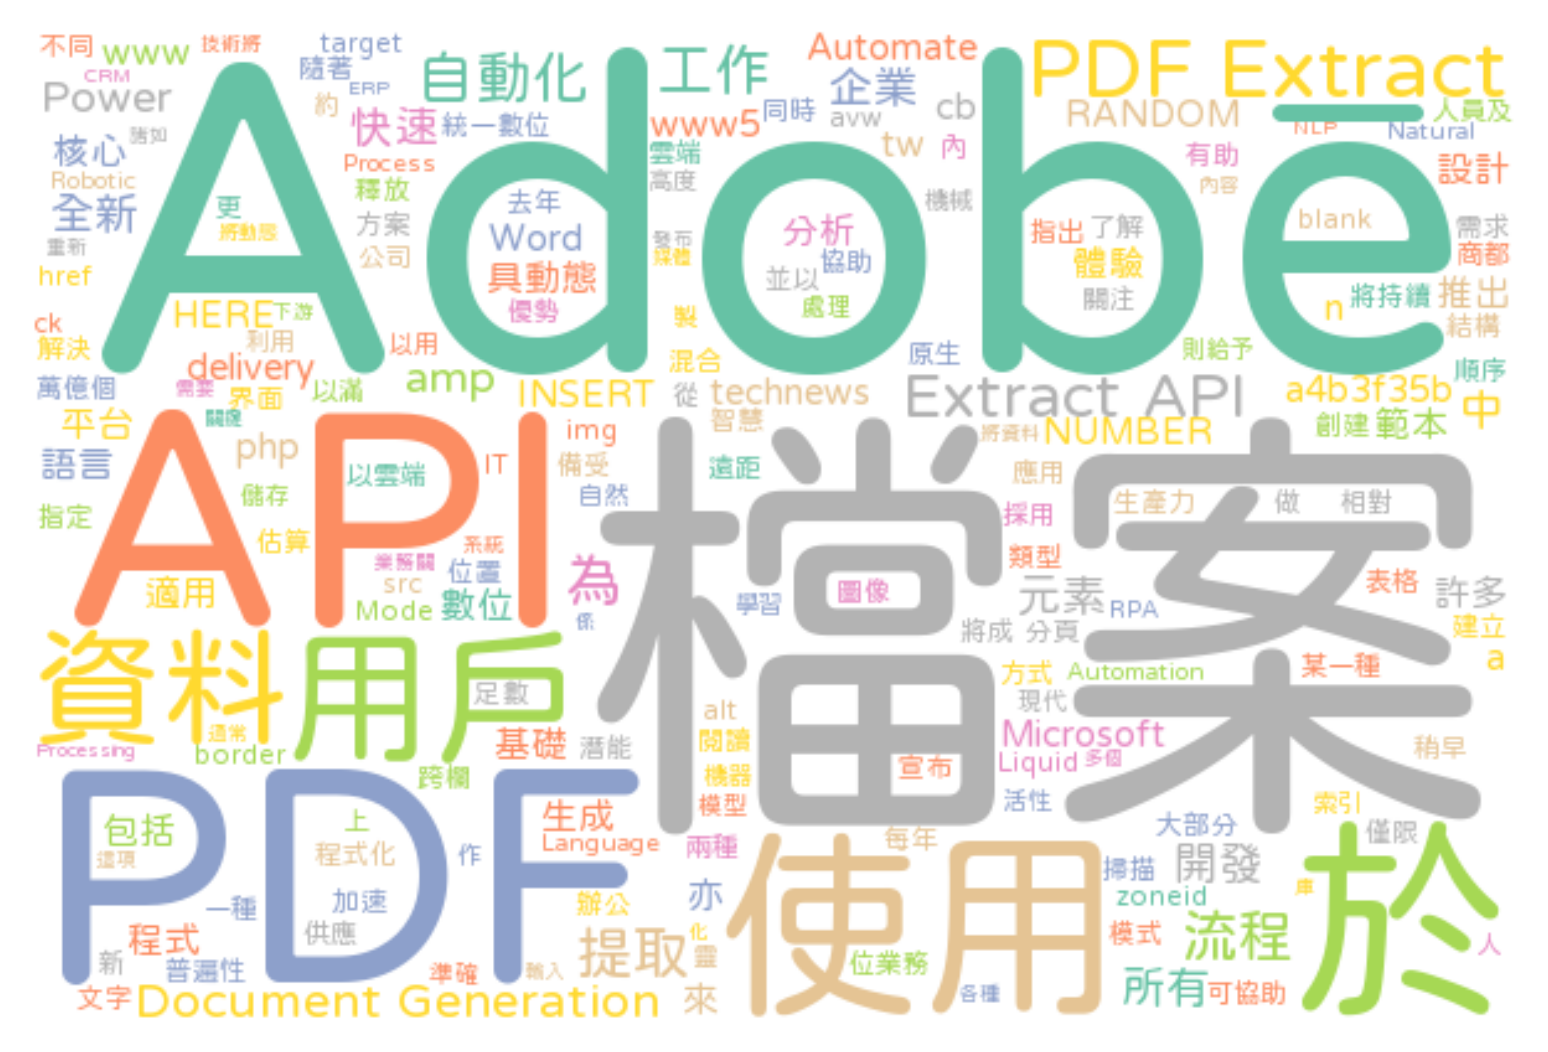 不同 www 技術將 target 自動化 工作 Automate PDF Extract
CRM 隨著 ERP 企業
Power 約 快速 統一數位 www5 同時 avw cb RANDOM 人員及
諸如 核心 Process 雲端 tw 內 NLP Natural
Robotic 釋放 高度 有助 設計
全新 更 去年 機械 內容
重新 將動態 方案 Word 發布 分析 指出 了解 blank 需求
href 公司 具動態 媒體 並以 協助 體驗 商都
HERE 下游 優勢 製 處理 關注 n 將持續 推出
ck 利用 以用 結構
解決 delivery 混合 原生 則給予 順序
萬億個 需要 界面 以滿 amp INSERT 從 technews Extract API a4b3f35b 中
Adobe
平台 關鍵 img 智慧 將資料 NUMBER 創建 範本
語言 php 以雲端 IT 備受 遠距 應用
指定 儲存 自然 採用 生產力 做 相對
估算 業務關 系統 類型
API 檔案
適用 src 位置 為 圖像 元素 表格 許多
Mode 數位 係 學習 RPA
將成 分頁 建立
資料 用戶 足數 方式 Automation 某一種 a
現代
alt
Processing 通常 border 基礎 潛能 閱讀 Microsoft 稍早
跨欄 機器 宣布 Liquid 多個
模型 活性 索引
PDF
包括 上 生成 大部分 僅限
這項 程式化 作 Language 兩種 每年 掃描 開發
一種 加速 辦公 亦 zoneid 庫
使用 於
程式 供應 提取 化 模式 流程 人
新 普遍性 準確 輸入 靈 位業務
文字 Document Generation 來 各種 所有 可協助